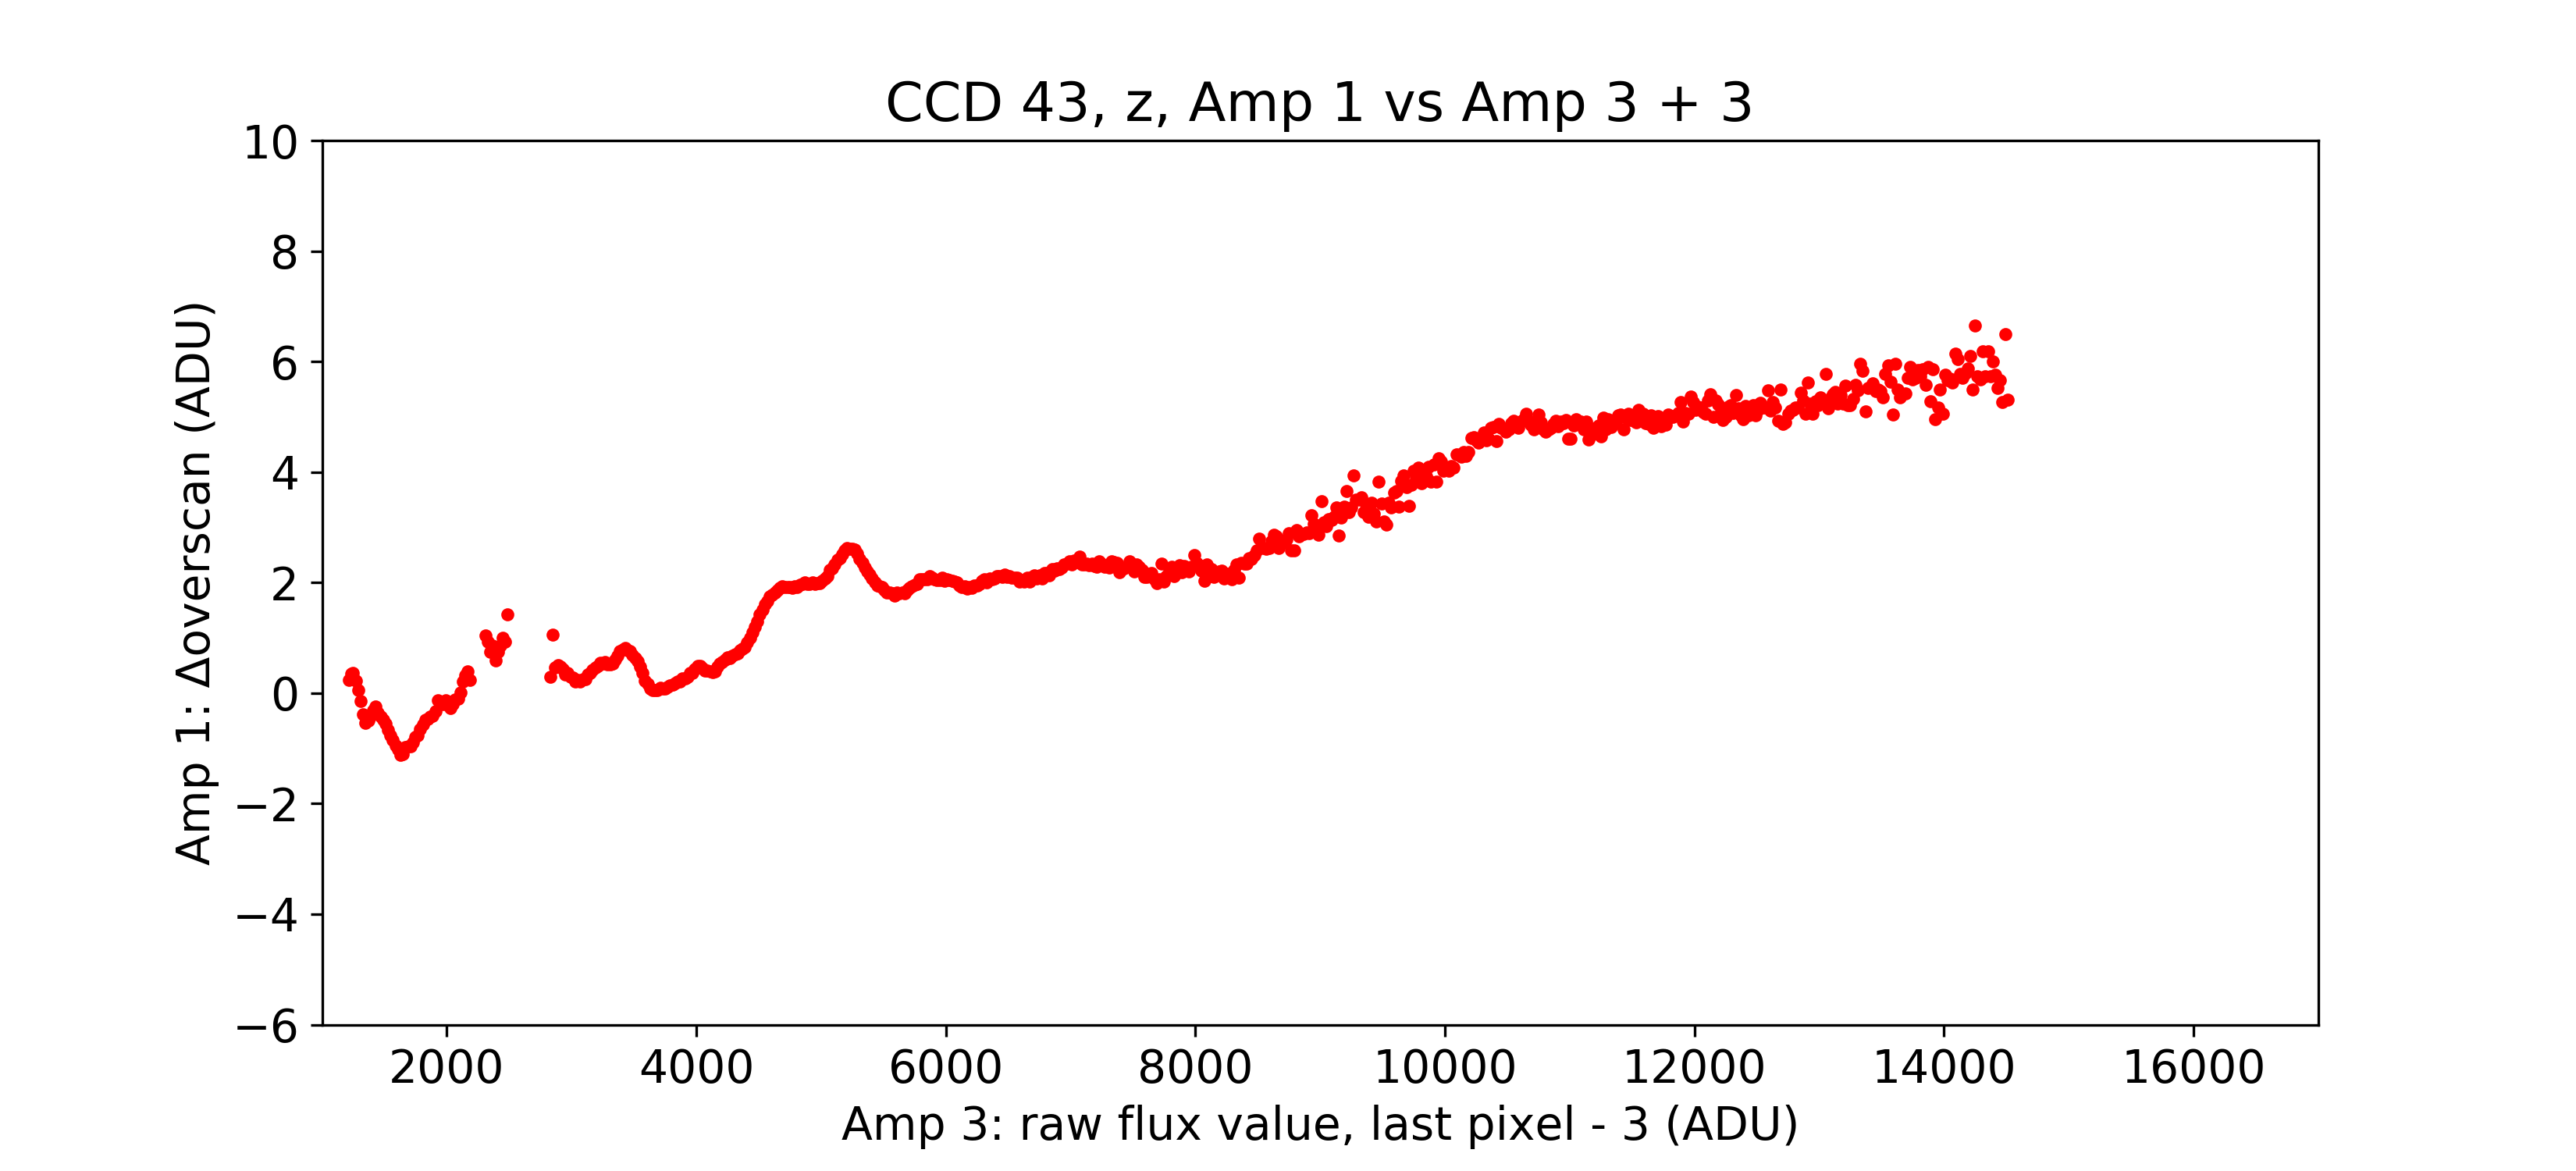 CCD 43, z, Amp 1 vs Amp 3 + 3
10
8
6
4
2
0
−2
−4
−6
Amp 1: Δoverscan (ADU)
2000 4000 6000 8000 10000 12000 14000 16000
Amp 3: raw flux value, last pixel - 3 (ADU)